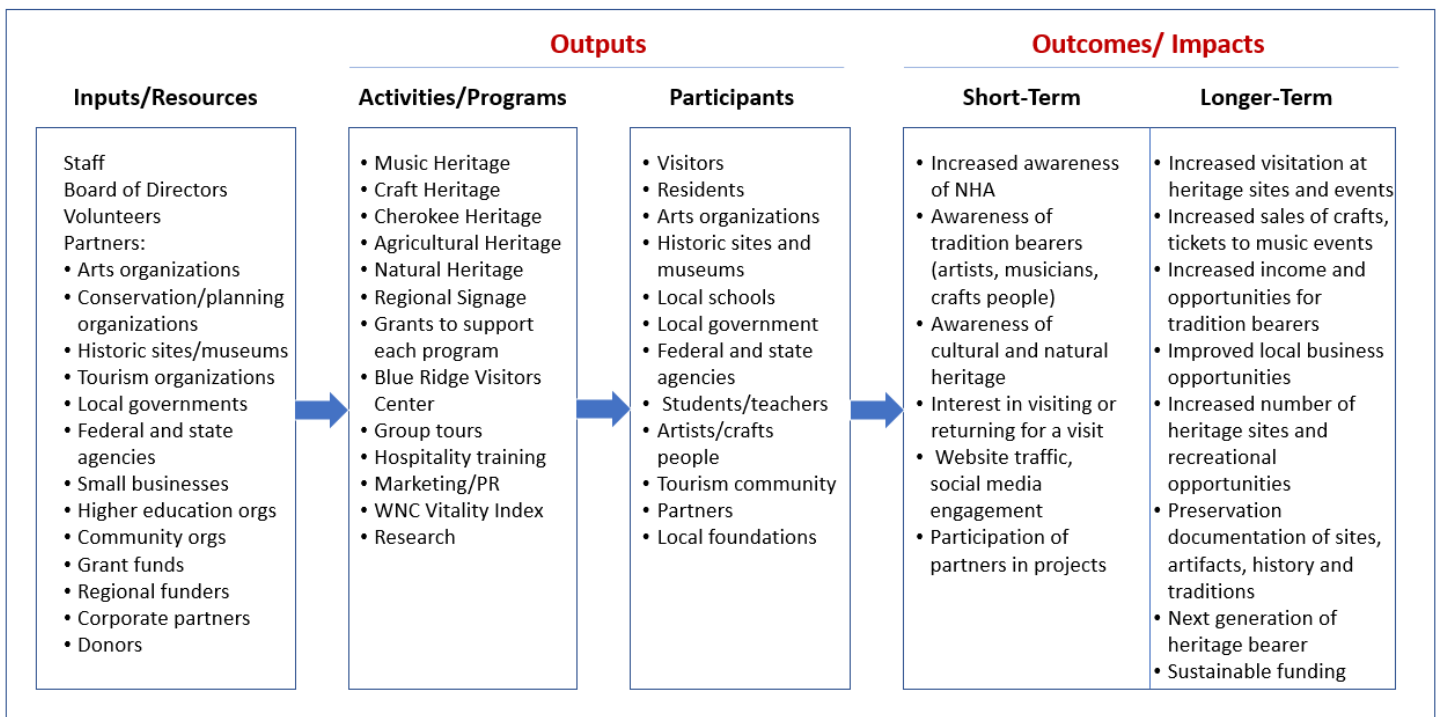 Outputs
Outcomes/ Impacts
Inputs/Resources
Activities/Programs
Participants
Short-Term
Longer-Term
Staff
Board of Directors
Volunteers
Partners:
• Arts organizations
• Conservation/planning
organizations
• Historic sites/museums
• Tourism organizations
• Local governments
• Federal and state
agencies
• Small businesses
• Higher education orgs
• Community orgs
• Grant funds
• Regional funders
• Corporate partners
• Donors
• Music Heritage
• Craft Heritage
• Cherokee Heritage
• Agricultural Heritage
• Natural Heritage
• Regional Signage
• Grants to support
each program
• Blue Ridge Visitors
Center
• Group tours
• Hospitality training
• Marketing/PR
• WNC Vitality Index
• Research
• Visitors
• Residents
• Arts organizations
• Historic sites and
museums
• Local schools
• Local government
• Federal and state
agencies
• Students/teachers
• Artists/crafts
people
• Tourism community
• Partners
• Local foundations
• Increased awareness
of NHA
• Awareness of
tradition bearers
(artists, musicians,
crafts people)
• Awareness of
cultural and natural
heritage
• Interest in visiting or
returning for a visit
• Website traffic,
social media
engagement
• Participation of
partners in projects
• Increased visitation at
heritage sites and events
• Increased sales of crafts,
tickets to music events
• Increased income and
opportunities for
tradition bearers
• Improved local business
opportunities
• Increased number of
heritage sites and
recreational
opportunities
• Preservation
documentation of sites,
artifacts, history and
traditions
• Next generation of
heritage bearer
• Sustainable funding